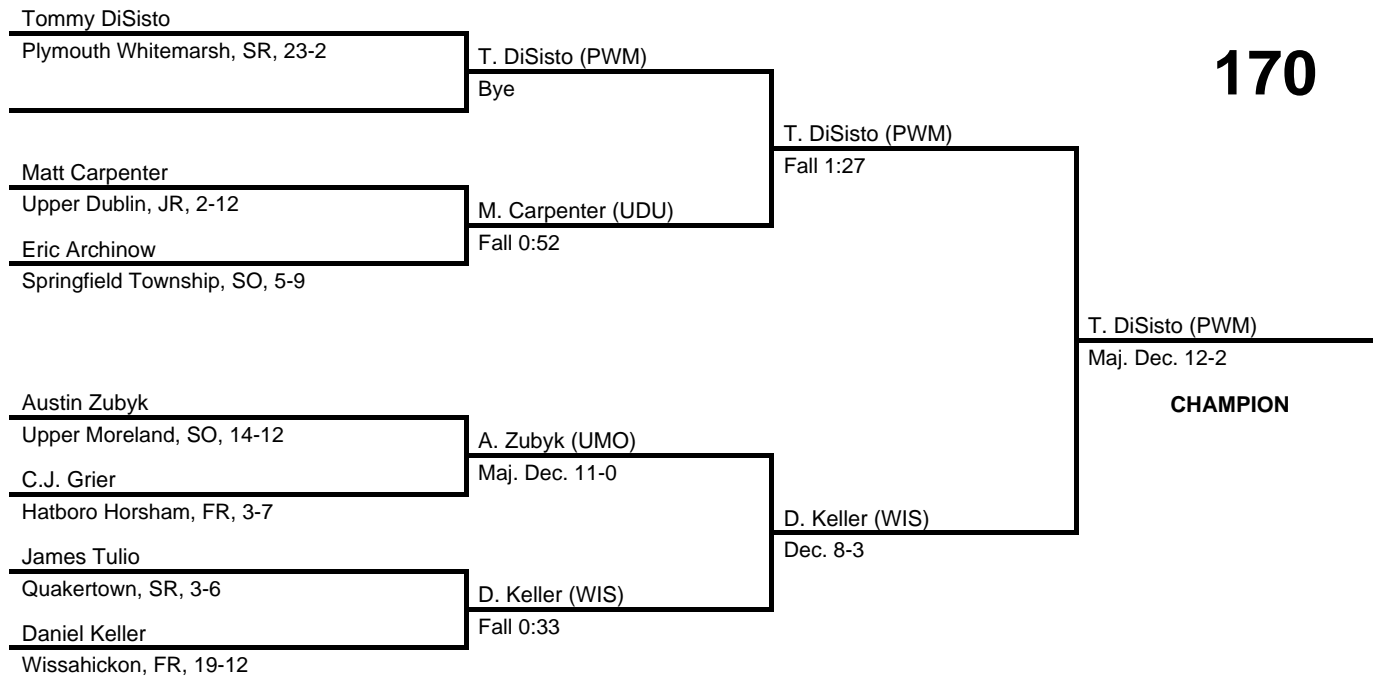 Tommy DiSisto
Plymouth Whitemarsh, SR, 23-2
T. DiSisto (PWM)
Bye
170
T. DiSisto (PWM)
Fall 1:27
Matt Carpenter
Upper Dublin, JR, 2-12
M. Carpenter (UDU)
Fall 0:52
Eric Archinow
Springfield Township, SO, 5-9
T. DiSisto (PWM)
Maj. Dec. 12-2
CHAMPION
Austin Zubyk
Upper Moreland, SO, 14-12
A. Zubyk (UMO)
Maj. Dec. 11-0
C.J. Grier
Hatboro Horsham, FR, 3-7
D. Keller (WIS)
Dec. 8-3
James Tulio
Quakertown, SR, 3-6
D. Keller (WIS)
Fall 0:33
Daniel Keller
Wissahickon, FR, 19-12